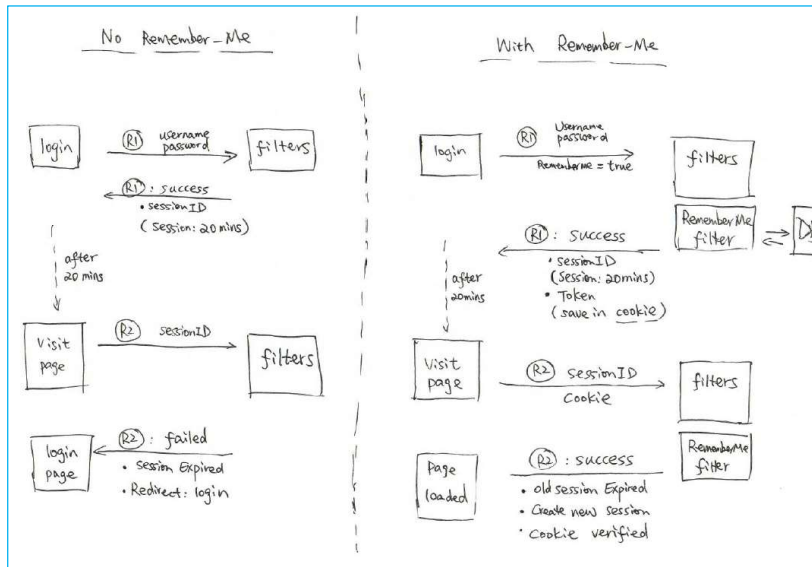 No Remember-Me
login
R1 username
password
filters
R1: success
• sessionID
(session: 20 mins)
after
20 mins
Visit
page
R2 sessionID
filters
login
page
R2: failed
• session Expired
• Redirect: login
With Remember-Me
login
R1 Username
password
RememberMe = true
filters
RememberMe
filter
R1: success
• sessionID
(session: 20mins)
• Token
(save in cookie)
after
20mins
Visit
page
R2 sessionID
cookie
filters
RememberMe
filter
Page
loaded
R2: success
• old session Expired
• Create new session
• Cookie verified